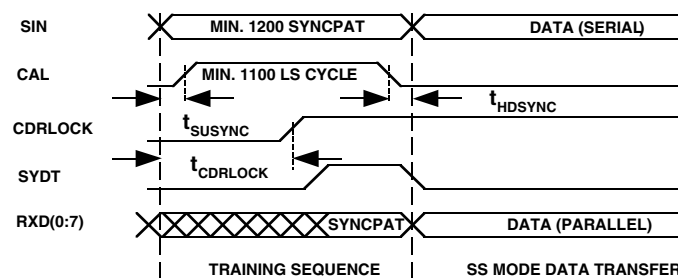 SIN MIN. 1200 SYNCPAT DATA (SERIAL)
CAL MIN. 1100 LS CYCLE
tHDSYNC
CDRLOCK tSUSYNC
tCDRLOCK
SYDT
RXD(0:7) SYNCPAT DATA (PARALLEL)
TRAINING SEQUENCE SS MODE DATA TRANSFER